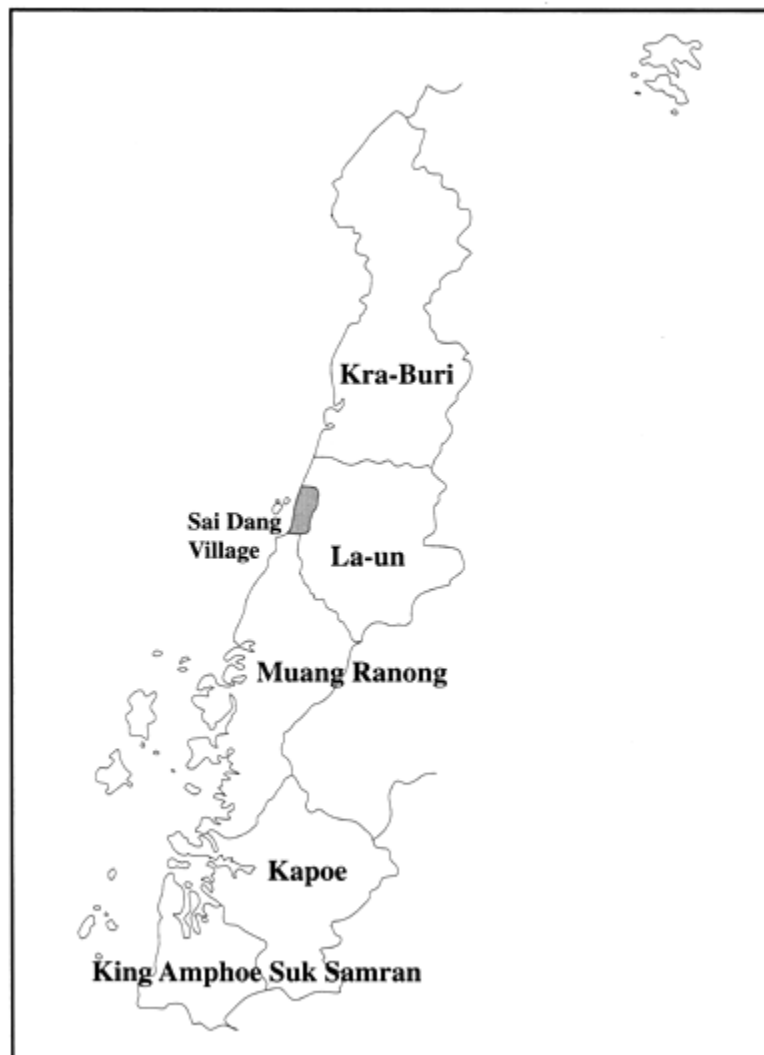 Kra-Buri
Sai Dang
Village
La-un
Muang Ranong
Kapoe
King Amphoe Suk Samran